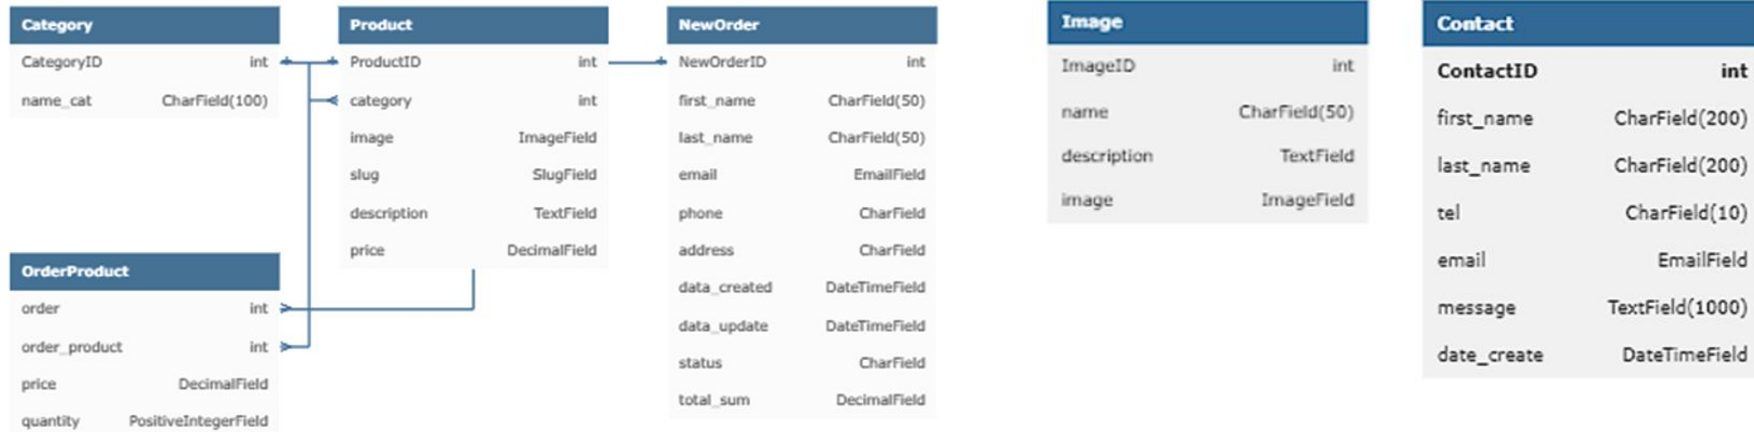 Category
CategoryID int
name_cat CharField(100)
Product
ProductID int
category int
image ImageField
slug SlugField
description TextField
price DecimalField
NewOrder
NewOrderID int
first_name CharField(50)
last_name CharField(50)
email EmailField
phone CharField
address CharField
data_created DateTimeField
data_update DateTimeField
status CharField
total_sum DecimalField
OrderProduct
order int
order_product int
price DecimalField
quantity PositiveIntegerField
Image
ImageID int
name CharField(50)
description TextField
image ImageField
Contact
ContactID int
first_name CharField(200)
last_name CharField(200)
tel CharField(10)
email EmailField
message TextField(1000)
date_create DateTimeField